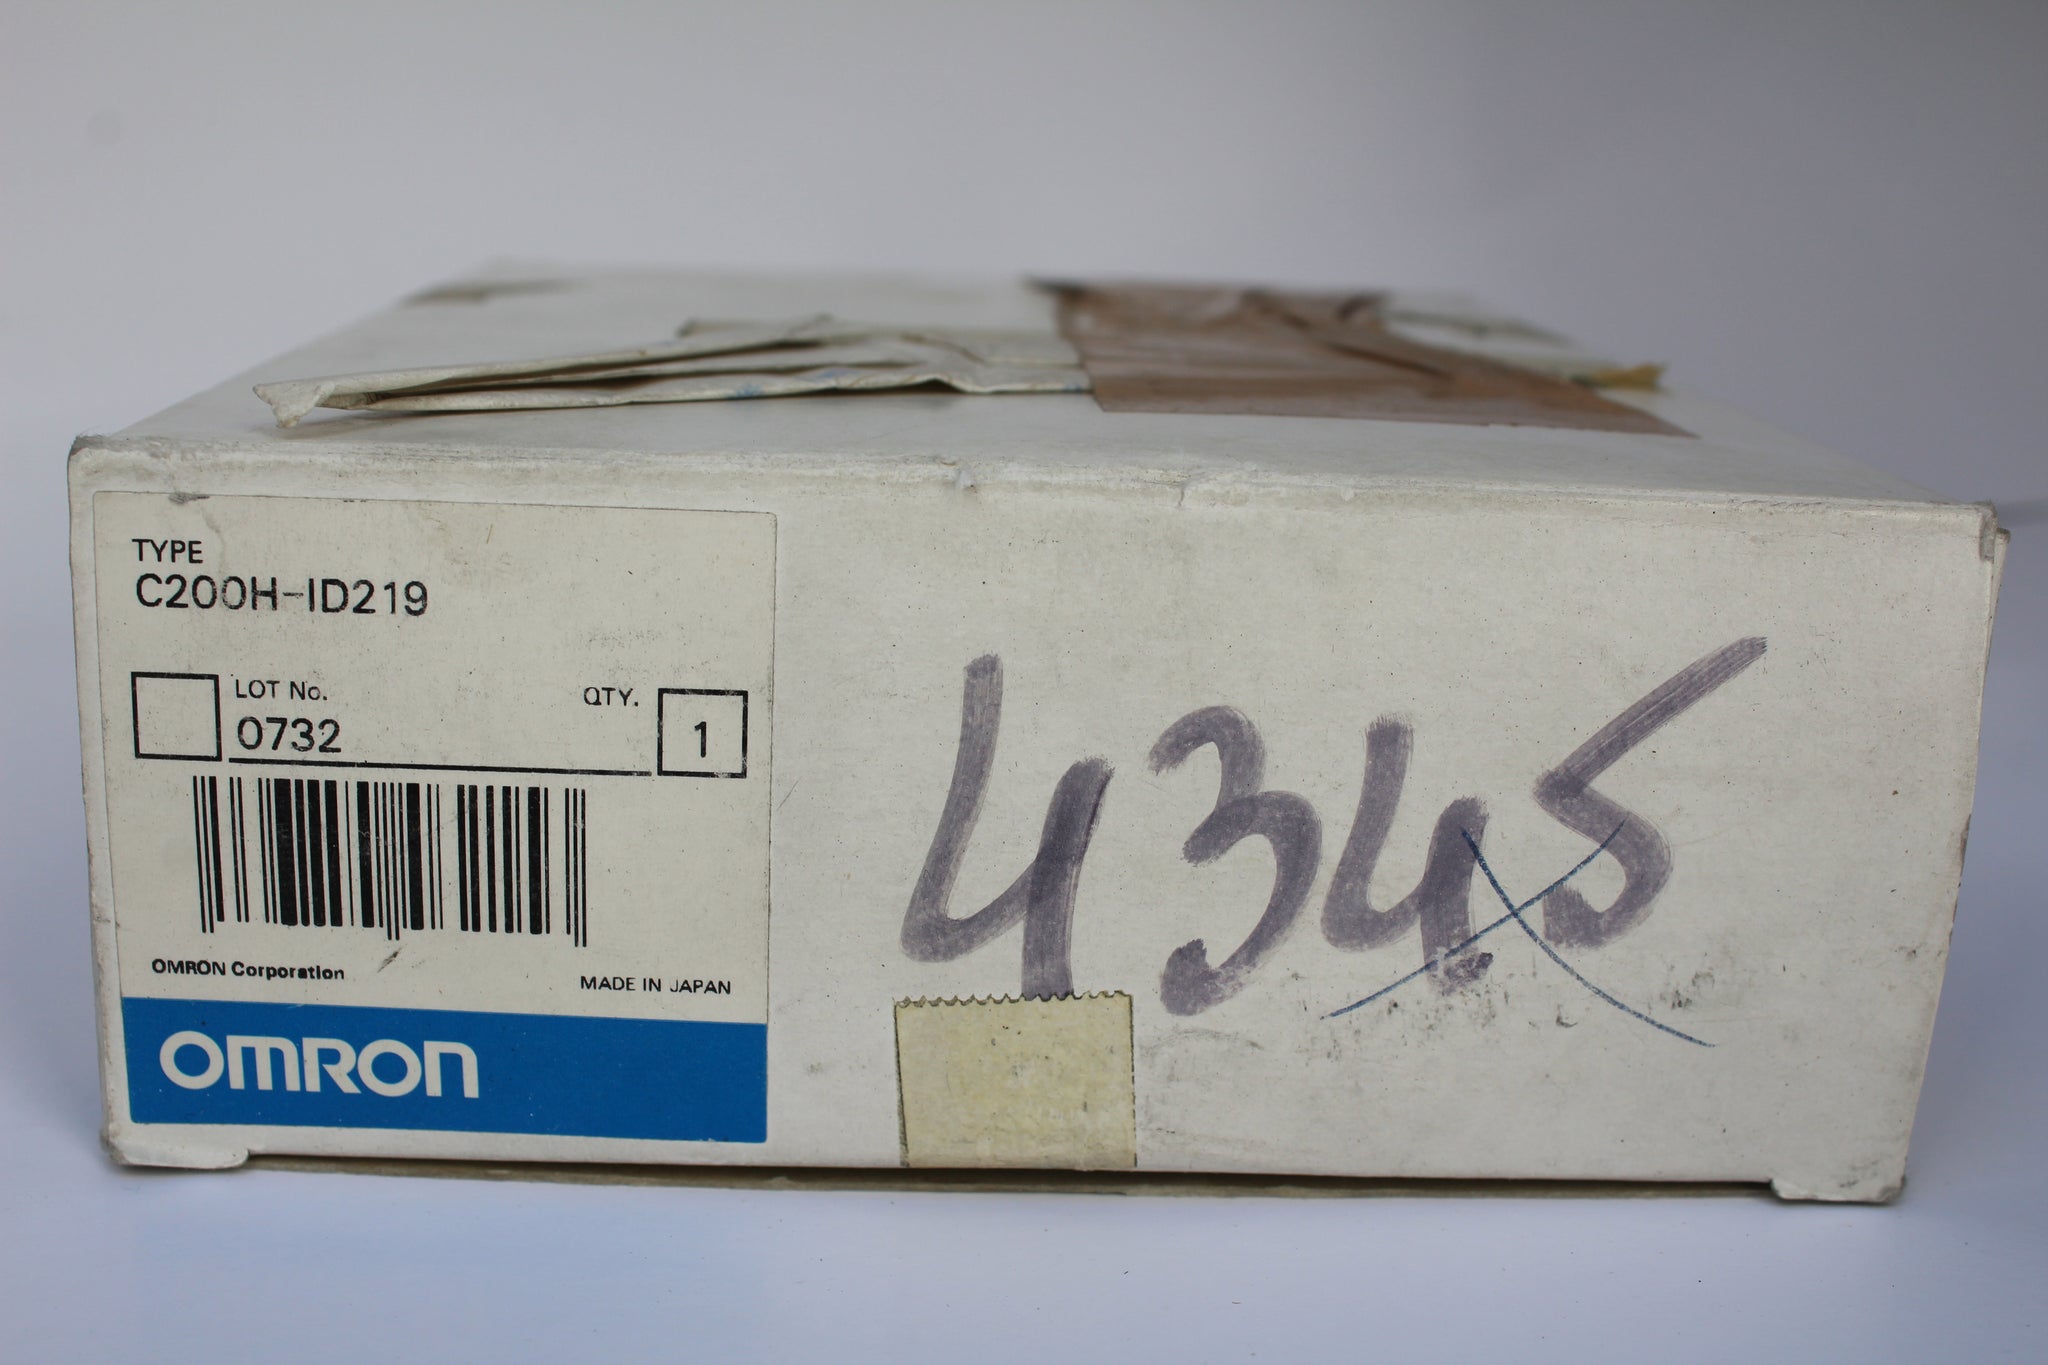 TYPE
C200H-ID219
LOT No.
QTY.
0732
1
OMRON Corporation
MADE IN JAPAN
OMRON
4345